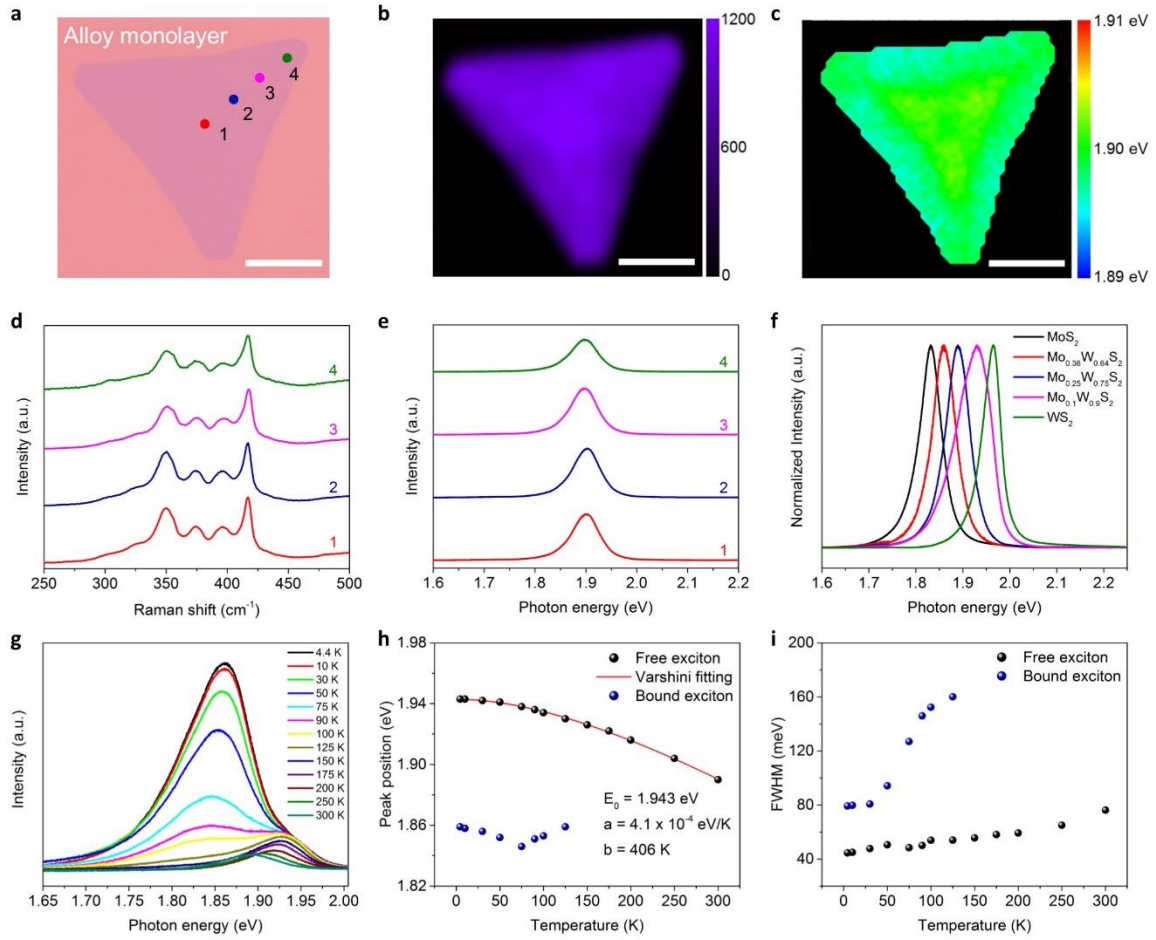 a
Alloy monolayer
1
2
3
4
b
1200
600
0
c
1.91 eV
1.90 eV
1.89 eV
d
Intensity (a.u.)
4
3
2
1
250 300 350 400 450 500
Raman shift (cm⁻¹)
e
Intensity (a.u.)
4
3
2
1
1.6 1.7 1.8 1.9 2.0 2.1 2.2
Photon energy (eV)
f
Normalized Intensity (a.u.)
MoS₂
Mo₀.₃₆W₀.₆₄S₂
Mo₀.₂₅W₀.₇₅S₂
Mo₀.₁W₀.₉S₂
WS₂
1.6 1.7 1.8 1.9 2.0 2.1 2.2
Photon energy (eV)
g
Intensity (a.u.)
4.4 K
10 K
30 K
50 K
75 K
90 K
100 K
125 K
150 K
175 K
200 K
250 K
300 K
1.65 1.70 1.75 1.80 1.85 1.90 1.95 2.00
Photon energy (eV)
h
Peak position (eV)
1.98
1.94
1.90
1.86
1.82
Free exciton
Varshini fitting
Bound exciton
E₀ = 1.943 eV
a = 4.1 x 10⁻⁴ eV/K
b = 406 K
0 50 100 150 200 250 300
Temperature (K)
i
FWHM (meV)
200
160
120
80
40
Free exciton
Bound exciton
0 50 100 150 200 250 300
Temperature (K)